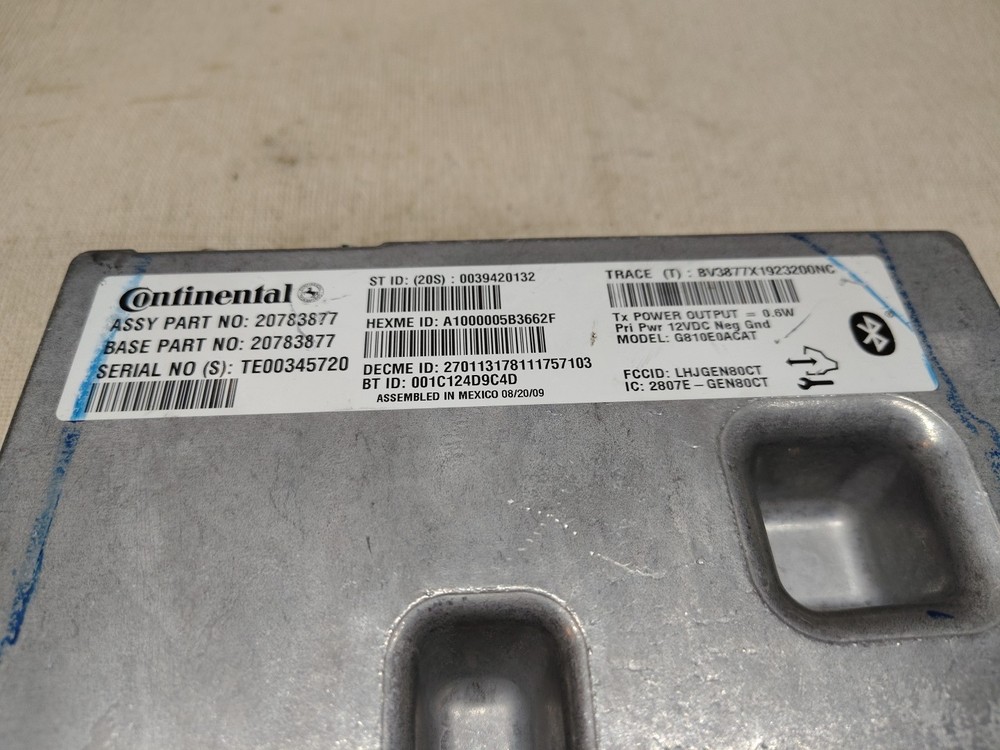 Continental
ASSY PART NO: 20783877
BASE PART NO: 20783877
SERIAL NO (S): TE00345720
ST ID: (20S) : 0039420132
HEXME ID: A1000005B3662F
DECME ID: 270113178111757103
BT ID: 001C124D9C4D
ASSEMBLED IN MEXICO 08/20/09
TRACE (T) : 8V3877X1923200NC
Tx POWER OUTPUT = 0.6W
Pri Pwr 12VDC Neg Gnd
MODEL: G810E0ACAT
FCCID: LHJGEN80CT
IC: 2807E-GEN80CT